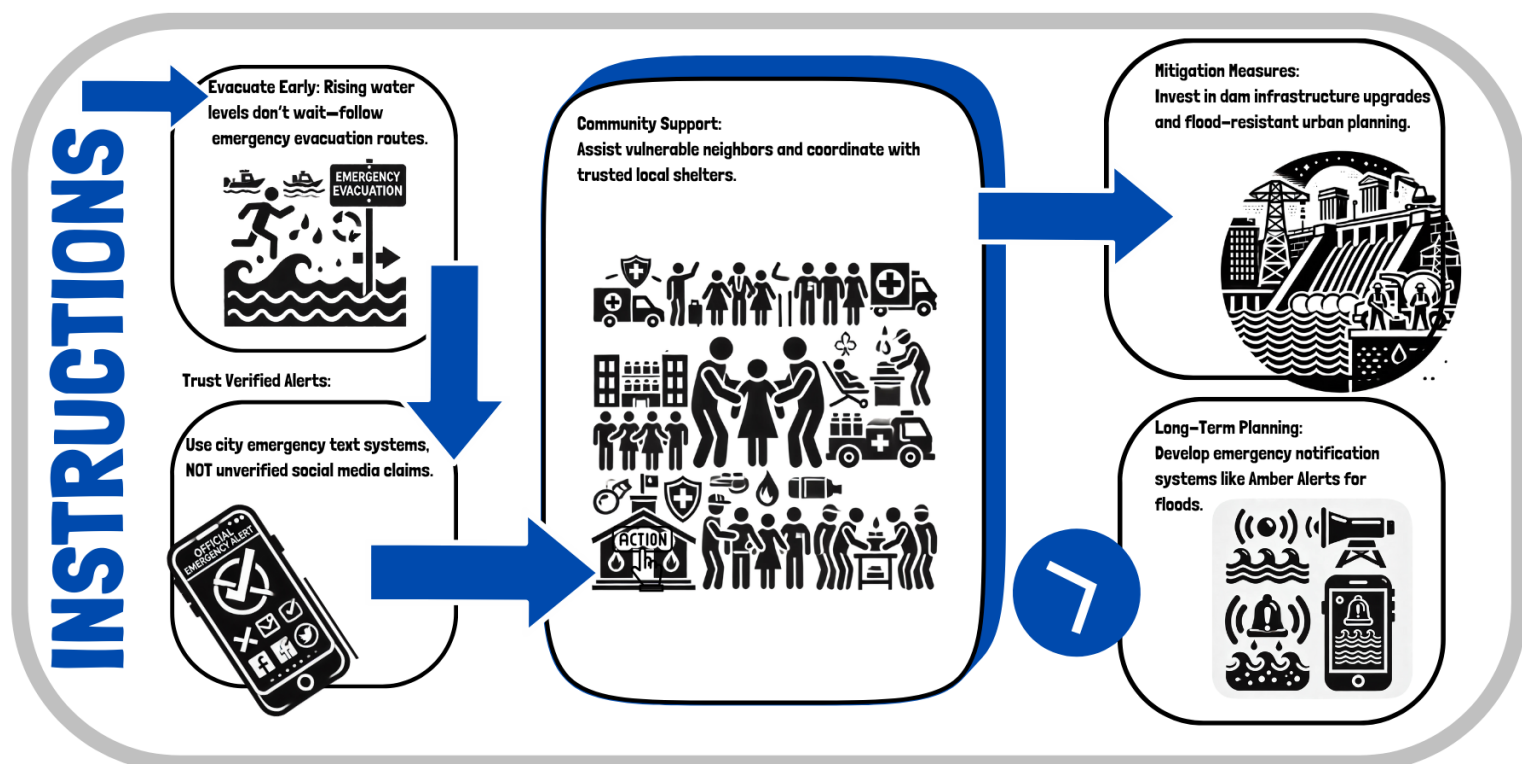 INSTRUCTIONS
Evacuate Early: Rising water
levels don't wait—follow
emergency evacuation routes.
EMERGENCY
EVACUATION
Trust Verified Alerts:
Use city emergency text systems,
NOT unverified social media claims.
OFFICIAL
EMERGENCY ALERT
Community Support:
Assist vulnerable neighbors and coordinate with
trusted local shelters.
ACTION
Mitigation Measures:
Invest in dam infrastructure upgrades
and flood-resistant urban planning.
Long-Term Planning:
Develop emergency notification
systems like Amber Alerts for
floods.